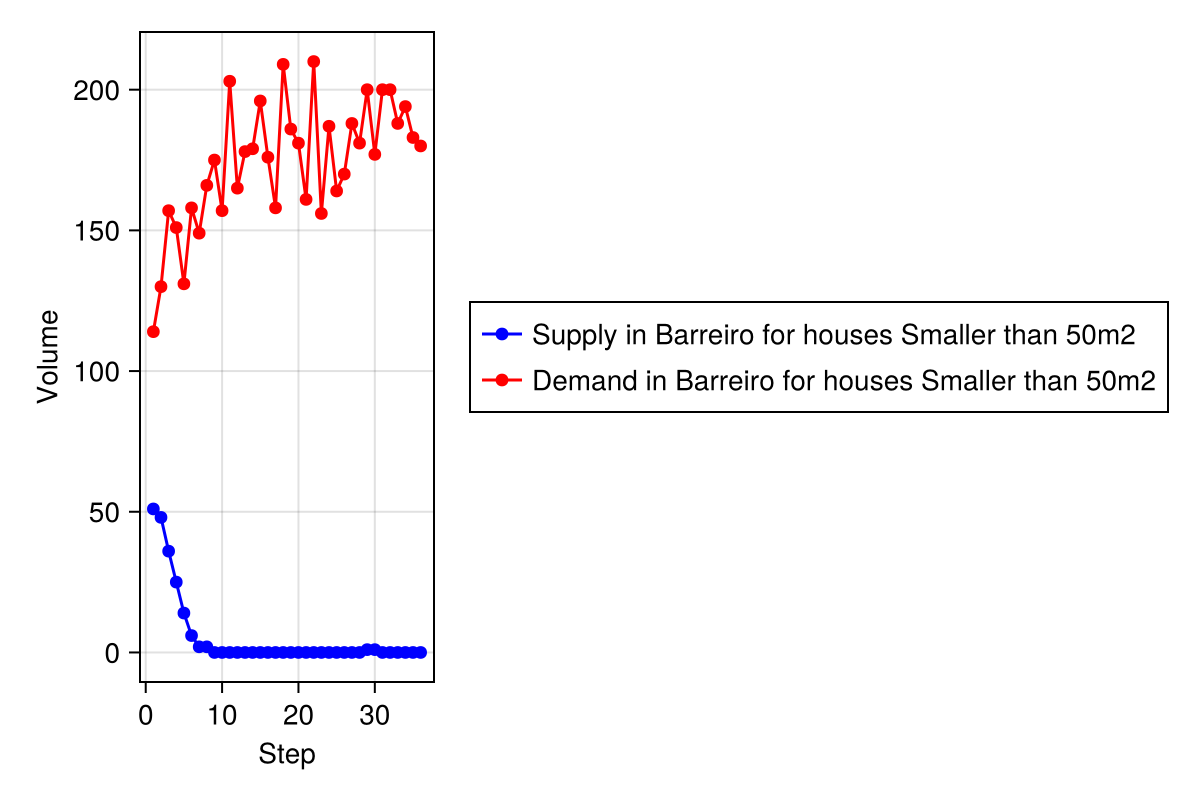 200
150
100
50
0
Volume
0 10 20 30
Step
Supply in Barreiro for houses Smaller than 50m2
Demand in Barreiro for houses Smaller than 50m2